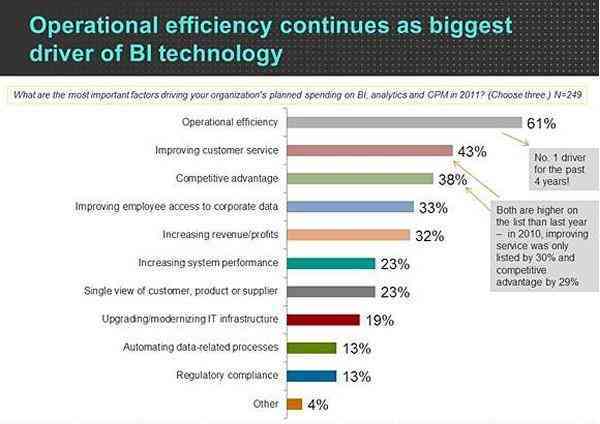 Operational efficiency continues as biggest
driver of BI technology
What are the most important factors driving your organization's planned spending on BI, analytics and CPM in 2011? (Choose three.) N=249
Operational efficiency 61%
No. 1 driver
for the past
4 years!
Improving customer service 43%
Competitive advantage 38%
Both are higher on
the list than last year
– in 2010, improving
service was only
listed by 30% and
competitive
advantage by 29%
Improving employee access to corporate data 33%
Increasing revenue/profits 32%
Increasing system performance 23%
Single view of customer, product or supplier 23%
Upgrading/modernizing IT infrastructure 19%
Automating data-related processes 13%
Regulatory compliance 13%
Other 4%